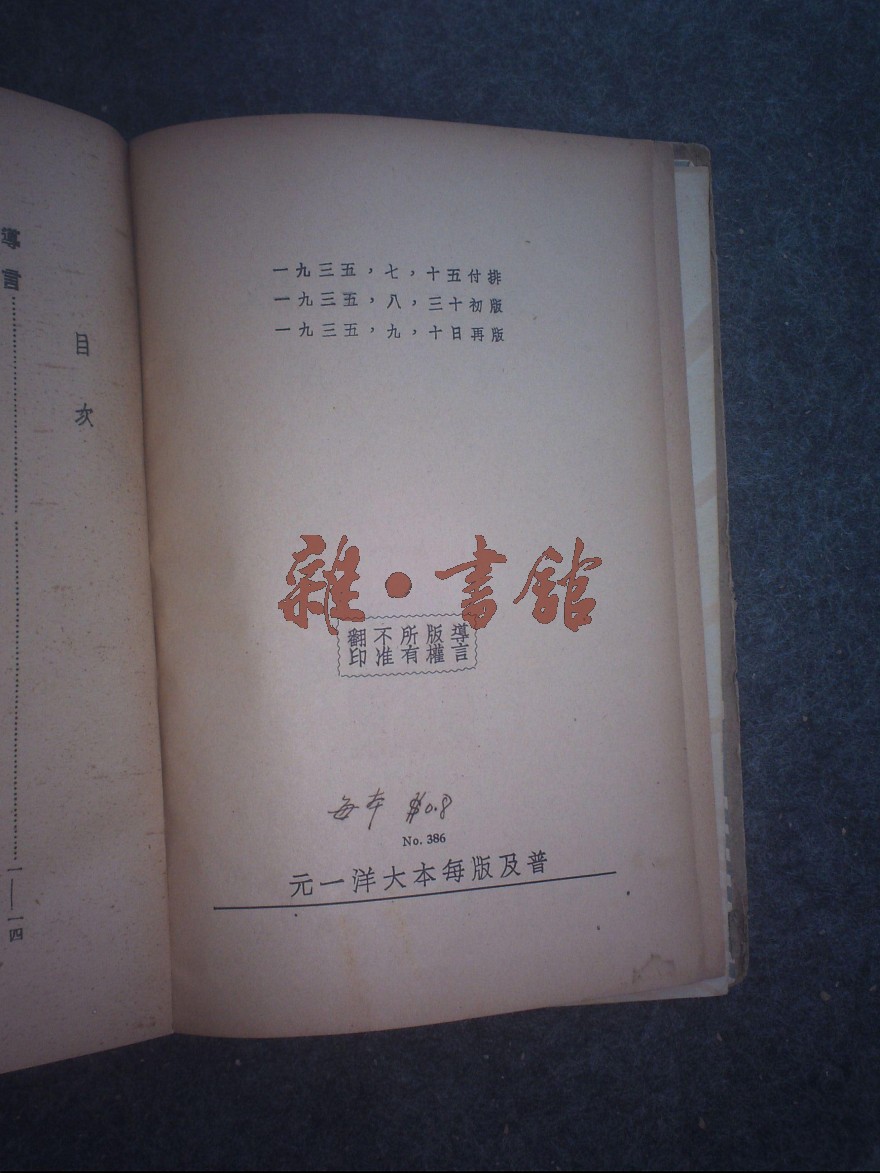 一九三五，七，十五付排
一九三五，八，三十初版
一九三五，九，十日再版
雜·書館
導言
版權
所有
不准
翻印
每本 $0.8
No. 386
普及版每本大洋一元
目次
導言……一——一四